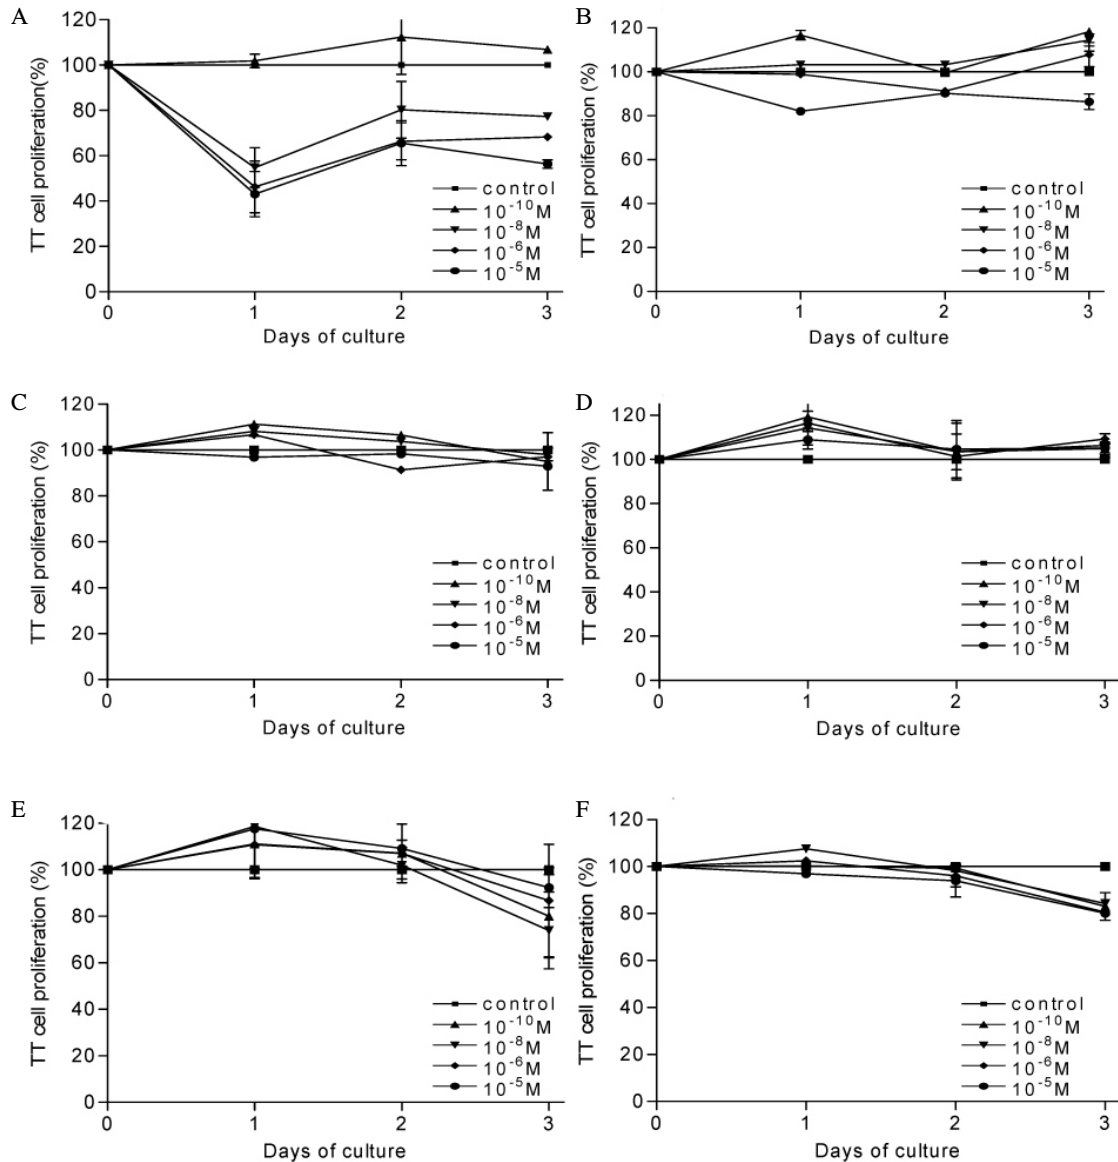 A
TT cell proliferation(%)
120
100
80
60
40
20
0
0 1 2 3
Days of culture
control
10⁻¹⁰M
10⁻⁸M
10⁻⁶M
10⁻⁵M
B
TT cell proliferation (%)
120
100
80
60
40
20
0
0 1 2 3
Days of culture
control
10⁻¹⁰M
10⁻⁸M
10⁻⁶M
10⁻⁵M
C
TT cell proliferation (%)
120
100
80
60
40
20
0
0 1 2 3
Days of culture
control
10⁻¹⁰M
10⁻⁸M
10⁻⁶M
10⁻⁵M
D
TT cell proliferation (%)
120
100
80
60
40
20
0
0 1 2 3
Days of culture
control
10⁻¹⁰M
10⁻⁸M
10⁻⁶M
10⁻⁵M
E
TT cell proliferation (%)
120
100
80
60
40
20
0
0 1 2 3
Days of culture
control
10⁻¹⁰M
10⁻⁸M
10⁻⁶M
10⁻⁵M
F
TT cell proliferation (%)
120
100
80
60
40
20
0
0 1 2 3
Days of culture
control
10⁻¹⁰M
10⁻⁸M
10⁻⁶M
10⁻⁵M